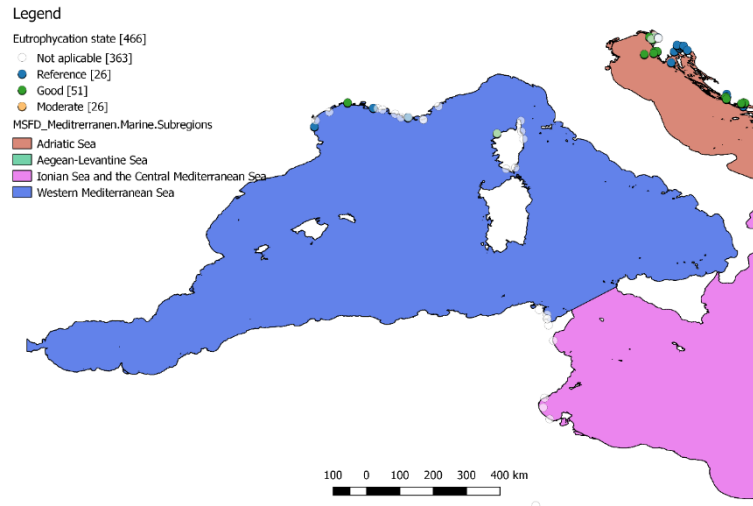 Legend
Eutrophycation state [466]
Not aplicable [363]
Reference [26]
Good [51]
Moderate [26]
MSFD_Meditrerranen.Marine.Subregions
Adriatic Sea
Aegean-Levantine Sea
Ionian Sea and the Central Mediterranean Sea
Western Mediterranean Sea
100 0 100 200 300 400 km